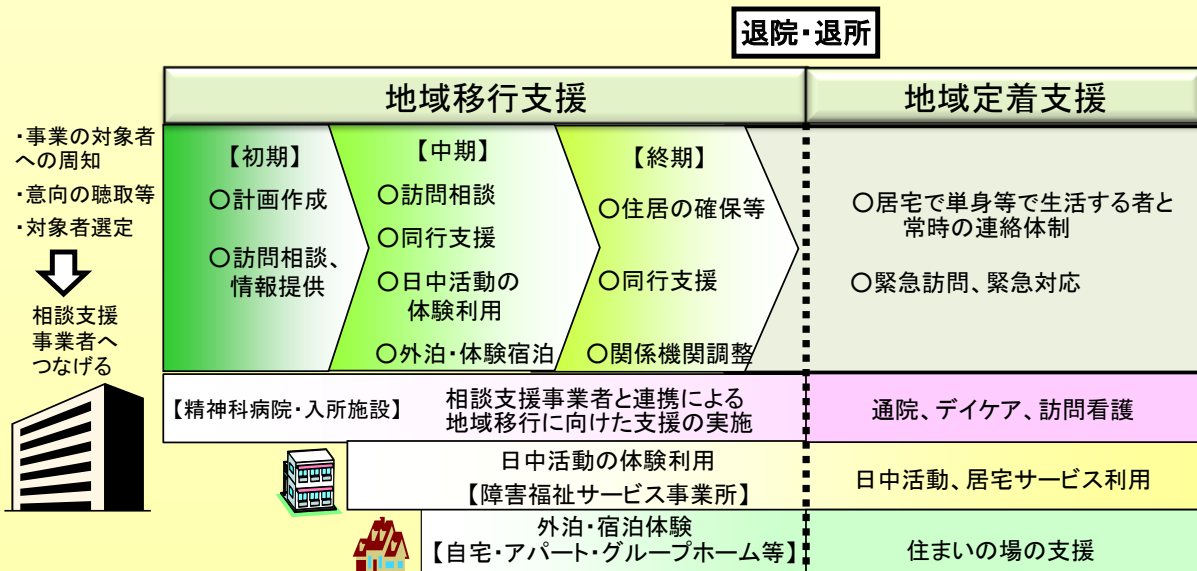 退院・退所
地域移行支援
地域定着支援
・事業の対象者
への周知
・意向の聴取等
・対象者選定
相談支援
事業者へ
つなげる
【初期】
○計画作成
○訪問相談、
情報提供
【中期】
○訪問相談
○同行支援
○日中活動の
体験利用
○外泊・体験宿泊
【終期】
○住居の確保等
○同行支援
○関係機関調整
○居宅で単身等で生活する者と
常時の連絡体制
○緊急訪問、緊急対応
【精神科病院・入所施設】
相談支援事業者と連携による
地域移行に向けた支援の実施
通院、デイケア、訪問看護
日中活動の体験利用
【障害福祉サービス事業所】
日中活動、居宅サービス利用
外泊・宿泊体験
【自宅・アパート・グループホーム等】
住まいの場の支援